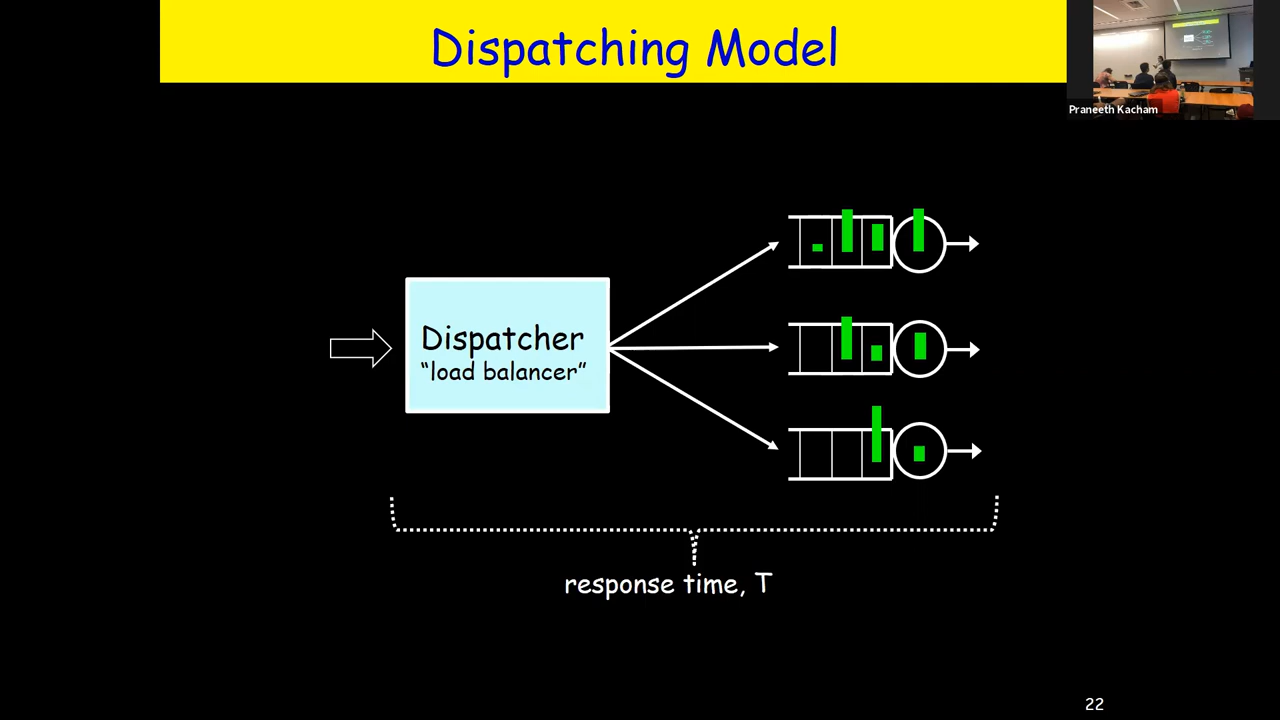 Dispatching Model
Praneeth Kacham
Dispatcher
“load balancer”
response time, T
22